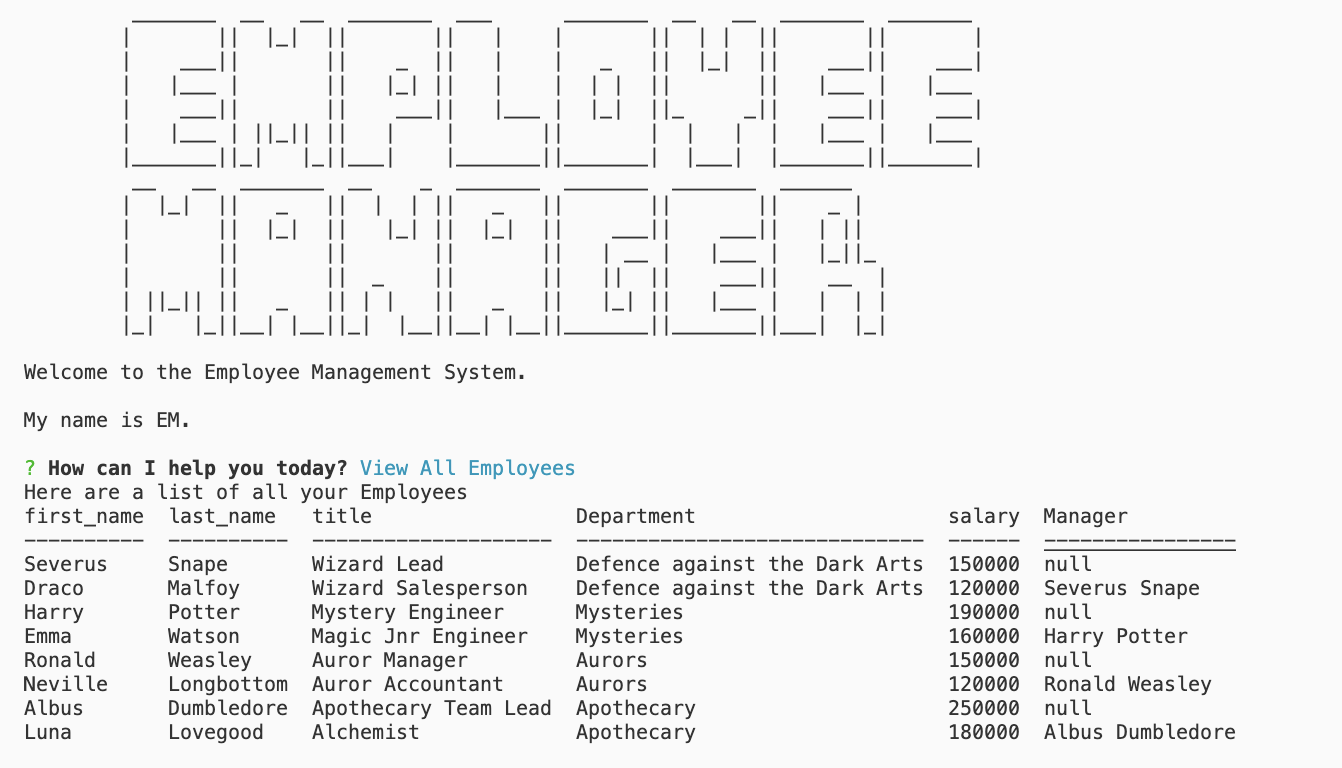 EMPLOYEE
MANAGER
Welcome to the Employee Management System.
My name is EM.
? How can I help you today? View All Employees
Here are a list of all your Employees
first_name  last_name   title                 Department                     salary  Manager
----------  ----------  --------------------  -----------------------------  ------  ----------------
Severus     Snape       Wizard Lead           Defence against the Dark Arts  150000  null
Draco       Malfoy      Wizard Salesperson    Defence against the Dark Arts  120000  Severus Snape
Harry       Potter      Mystery Engineer      Mysteries                      190000  null
Emma        Watson      Magic Jnr Engineer    Mysteries                      160000  Harry Potter
Ronald      Weasley     Auror Manager         Aurors                         150000  null
Neville     Longbottom  Auror Accountant      Aurors                         120000  Ronald Weasley
Albus       Dumbledore  Apothecary Team Lead  Apothecary                     250000  null
Luna        Lovegood    Alchemist             Apothecary                     180000  Albus Dumbledore